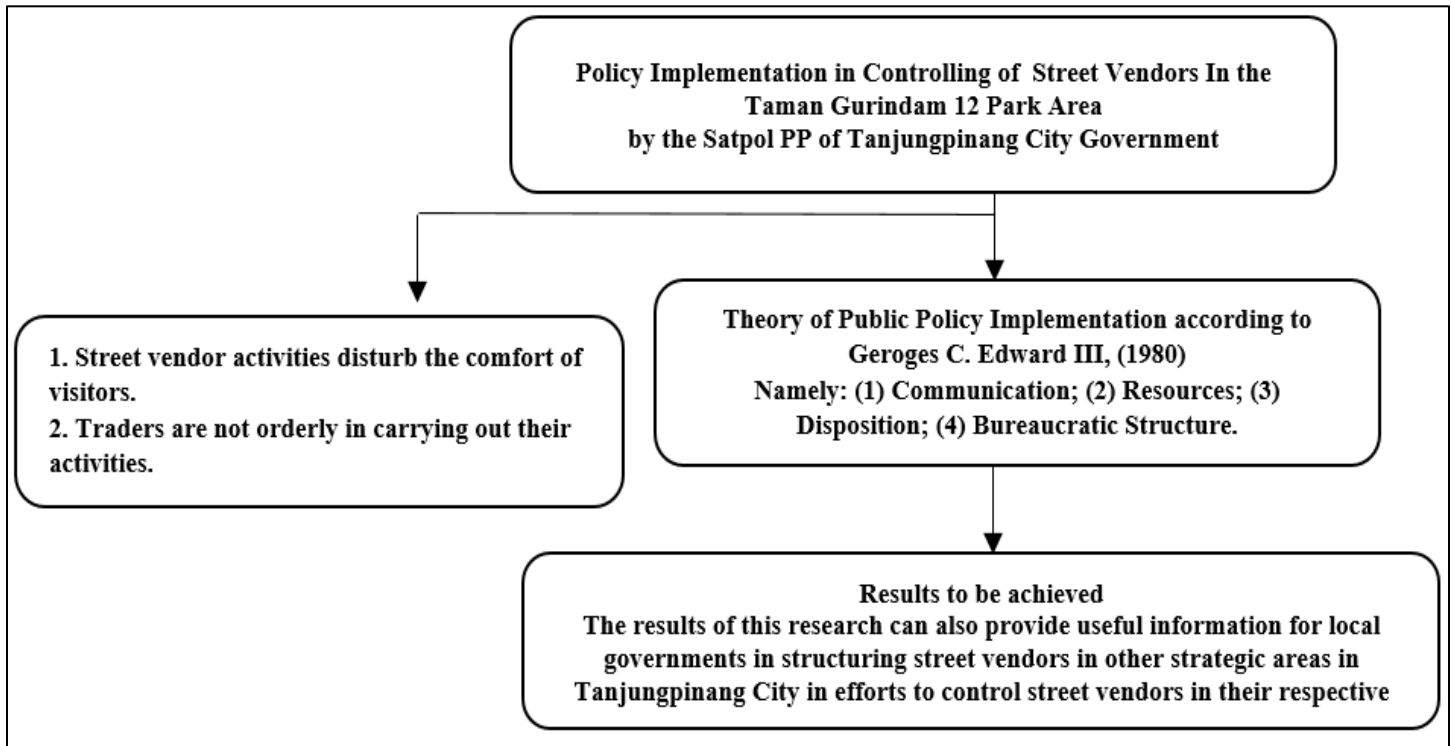 Policy Implementation in Controlling of Street Vendors In the
Taman Gurindam 12 Park Area
by the Satpol PP of Tanjungpinang City Government
1. Street vendor activities disturb the comfort of
visitors.
2. Traders are not orderly in carrying out their
activities.
Theory of Public Policy Implementation according to
Geroges C. Edward III, (1980)
Namely: (1) Communication; (2) Resources; (3)
Disposition; (4) Bureaucratic Structure.
Results to be achieved
The results of this research can also provide useful information for local
governments in structuring street vendors in other strategic areas in
Tanjungpinang City in efforts to control street vendors in their respective